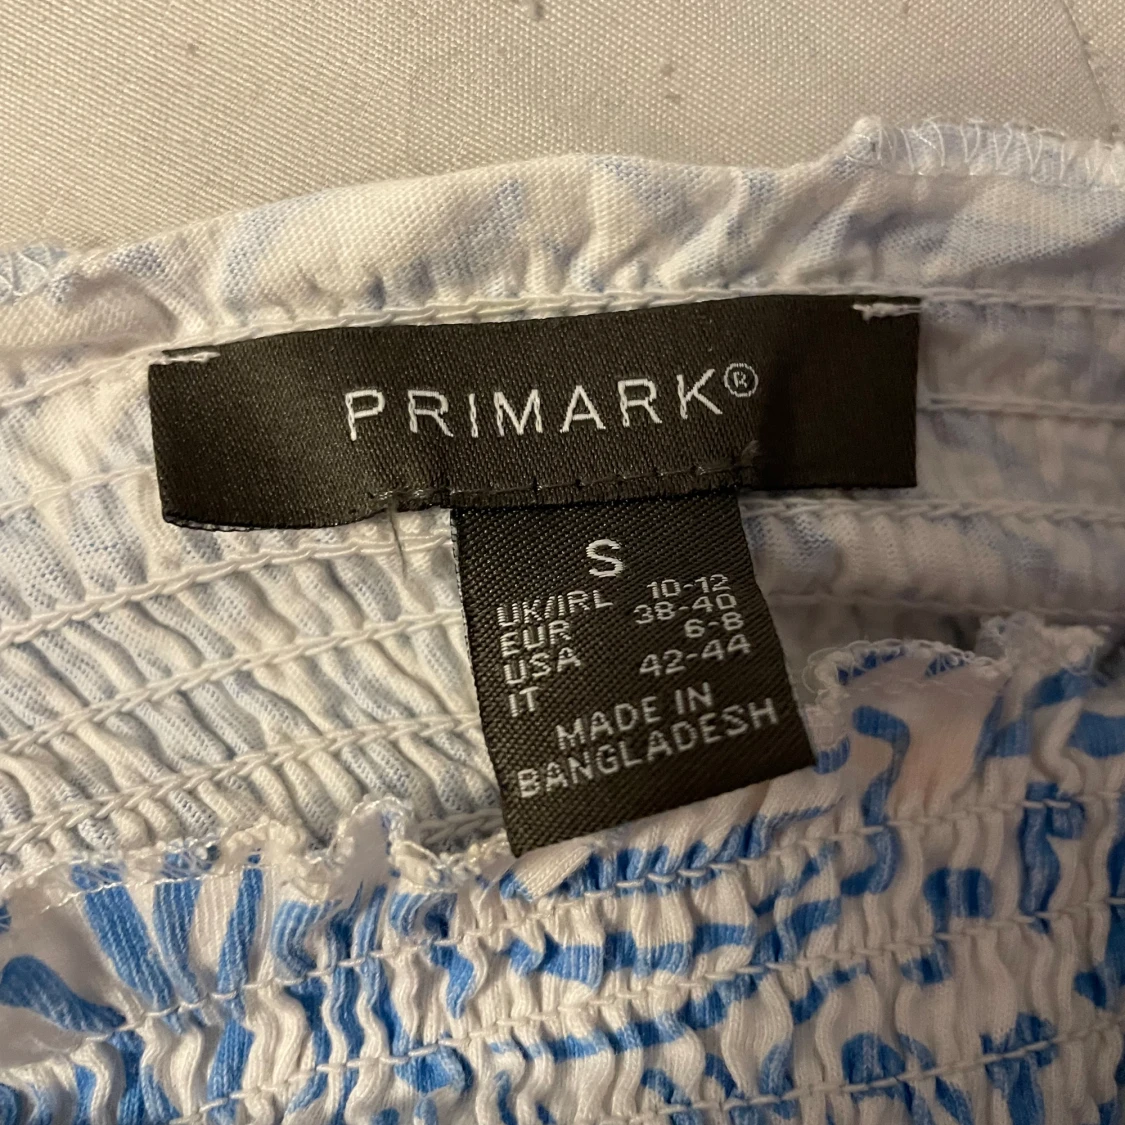 PRIMARK®
S
UK/IRL 10-12
EUR 38-40
USA 6-8
IT 42-44
MADE IN
BANGLADESH